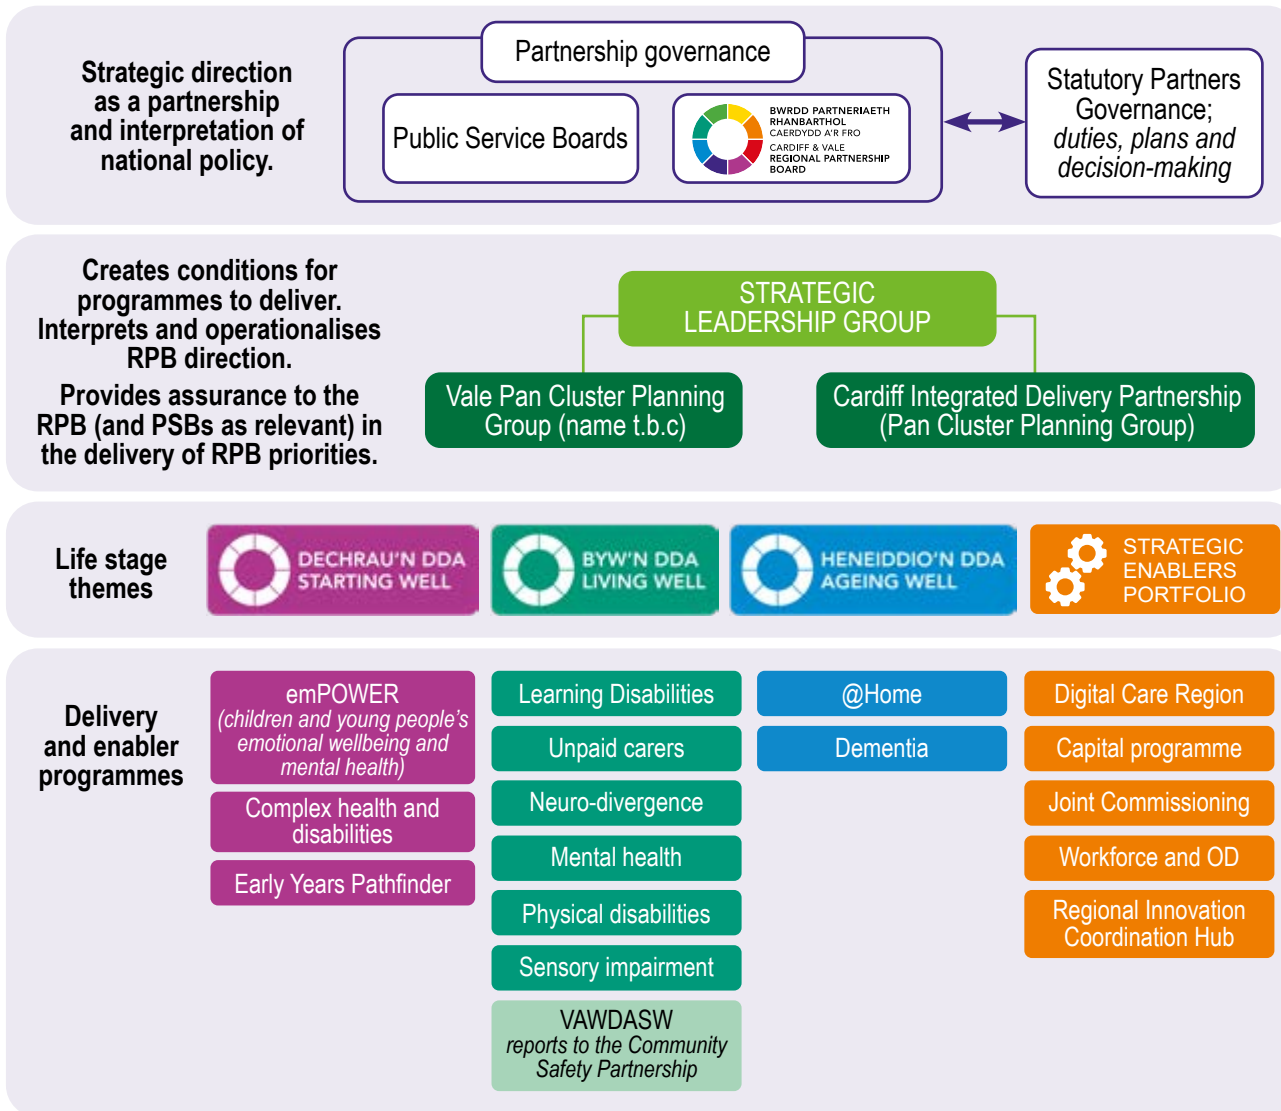 Strategic direction
as a partnership
and interpretation of
national policy.
Partnership governance
Public Service Boards
BWRDD PARTNERIAETH
RHANBARTHOL
CAERDYDD A'R FRO
CARDIFF & VALE
REGIONAL PARTNERSHIP
BOARD
Statutory Partners
Governance;
duties, plans and
decision-making
Creates conditions for
programmes to deliver.
Interprets and operationalises
RPB direction.
Provides assurance to the
RPB (and PSBs as relevant) in
the delivery of RPB priorities.
STRATEGIC
LEADERSHIP GROUP
Vale Pan Cluster Planning
Group (name t.b.c)
Cardiff Integrated Delivery Partnership
(Pan Cluster Planning Group)
Life stage
themes
DECHRAU'N DDA
STARTING WELL
BYW'N DDA
LIVING WELL
HENEIDDIO'N DDA
AGEING WELL
STRATEGIC
ENABLERS
PORTFOLIO
Delivery
and enabler
programmes
emPOWER
(children and young people's
emotional wellbeing and
mental health)
Complex health and
disabilities
Early Years Pathfinder
Learning Disabilities
Unpaid carers
Neuro-divergence
Mental health
Physical disabilities
Sensory impairment
VAWDASW
reports to the Community
Safety Partnership
@Home
Dementia
Digital Care Region
Capital programme
Joint Commissioning
Workforce and OD
Regional Innovation
Coordination Hub